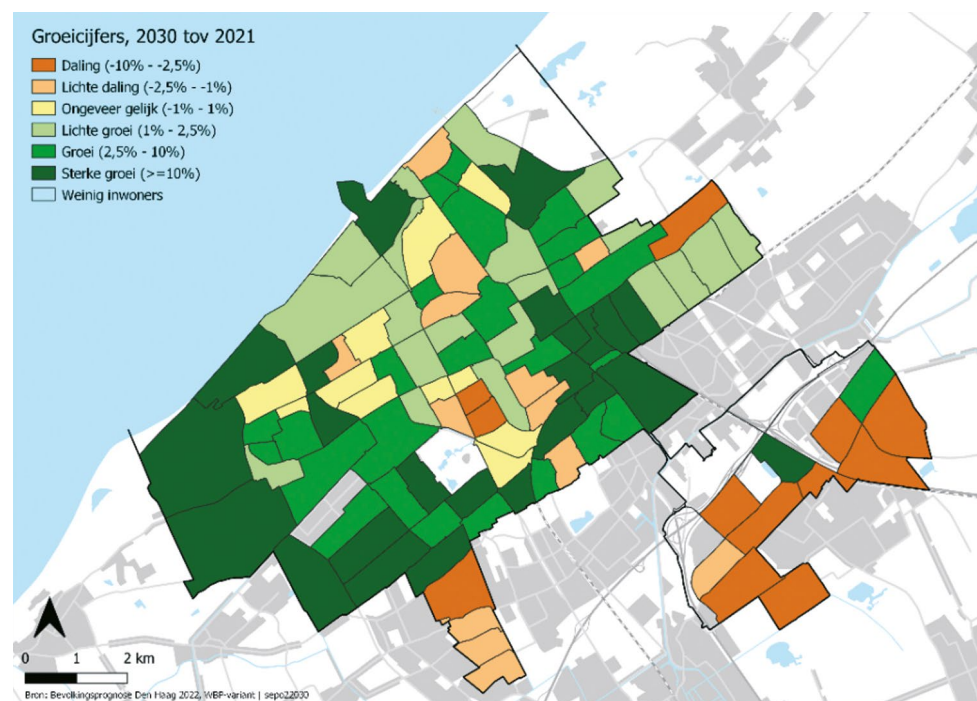 Groeicijfers, 2030 tov 2021
Daling (-10% - -2,5%)
Lichte daling (-2,5% - -1%)
Ongeveer gelijk (-1% - 1%)
Lichte groei (1% - 2,5%)
Groei (2,5% - 10%)
Sterke groei (>=10%)
Weinig inwoners
0 1 2 km
Bron: Bevolkingsprognose Den Haag 2022, WBP-variant | sepo22030